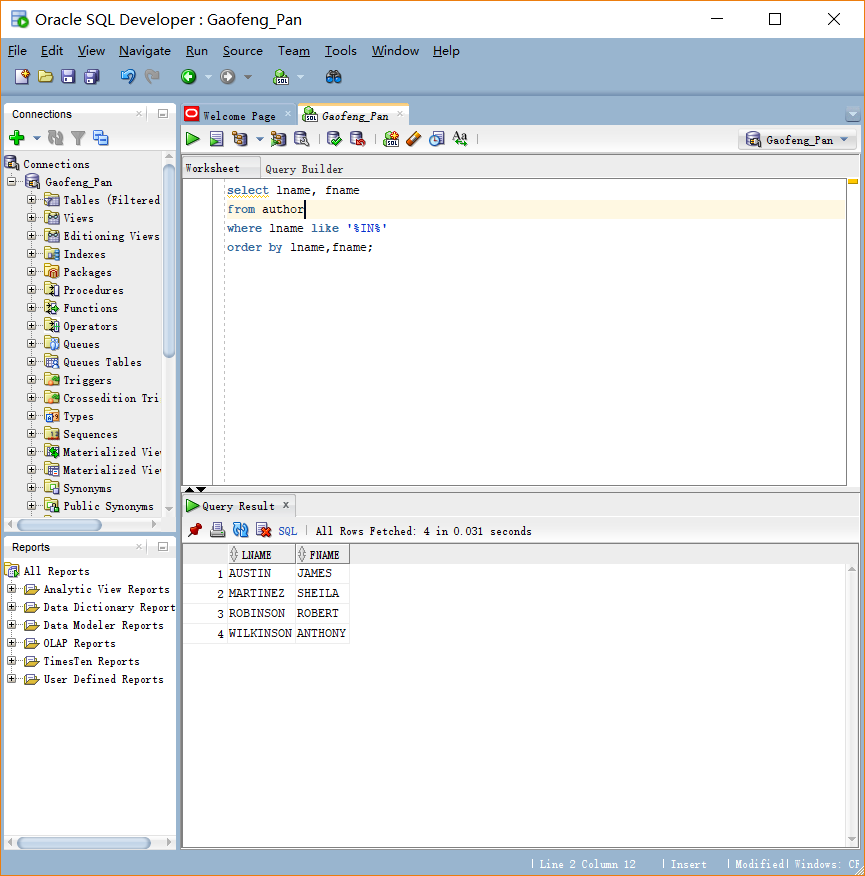 Oracle SQL Developer : Gaofeng_Pan
File Edit View Navigate Run Source Team Tools Window Help
Connections
Welcome Page
Gaofeng_Pan
Gaofeng_Pan
Worksheet Query Builder
Connections
Gaofeng_Pan
Tables (Filtered
Views
Editioning Views
Indexes
Packages
Procedures
Functions
Operators
Queues
Queues Tables
Triggers
Crossedition Tri
Types
Sequences
Materialized Vie
Materialized Vie
Synonyms
Public Synonyms
select lname, fname
from author
where lname like '%IN%'
order by lname,fname;
Query Result
SQL All Rows Fetched: 4 in 0.031 seconds
LNAME FNAME
1 AUSTIN JAMES
2 MARTINEZ SHEILA
3 ROBINSON ROBERT
4 WILKINSON ANTHONY
Reports
All Reports
Analytic View Reports
Data Dictionary Report
Data Modeler Reports
OLAP Reports
TimesTen Reports
User Defined Reports
Line 2 Column 12 Insert Modified Windows: CR